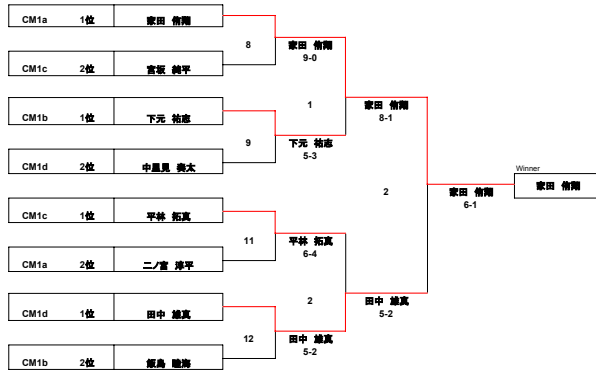 CM1a 1位 家田 侑翔
8 家田 侑翔
9-0
CM1c 2位 宮坂 純平
1 家田 侑翔
8-1
CM1b 1位 下元 祐志
9 下元 祐志
5-3
CM1d 2位 中里見 奏太
Winner
2 家田 侑翔 家田 侑翔
6-1
CM1c 1位 平林 拓真
11 平林 拓真
6-4
CM1a 2位 二ノ宮 淳平
2 田中 雄真
5-2
CM1d 1位 田中 雄真
12 田中 雄真
5-2
CM1b 2位 飯島 睦海